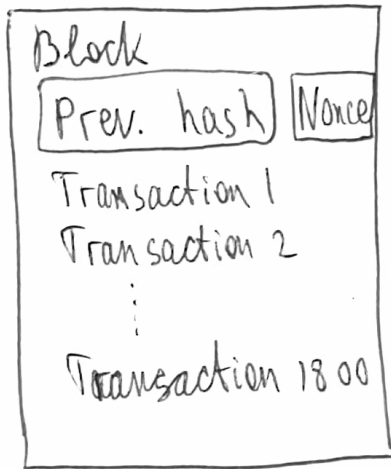 Block
Prev. hash Nonce
Transaction 1
Transaction 2
Transaction 1800